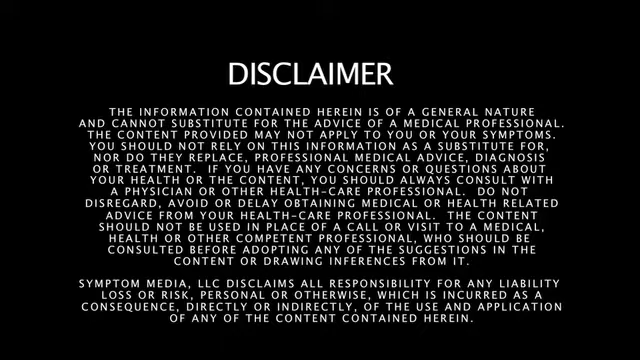 DISCLAIMER
THE INFORMATION CONTAINED HEREIN IS OF A GENERAL NATURE
AND CANNOT SUBSTITUTE FOR THE ADVICE OF A MEDICAL PROFESSIONAL.
THE CONTENT PROVIDED MAY NOT APPLY TO YOU OR YOUR SYMPTOMS.
YOU SHOULD NOT RELY ON THIS INFORMATION AS A SUBSTITUTE FOR,
NOR DO THEY REPLACE, PROFESSIONAL MEDICAL ADVICE, DIAGNOSIS
OR TREATMENT. IF YOU HAVE ANY CONCERNS OR QUESTIONS ABOUT
YOUR HEALTH OR THE CONTENT, YOU SHOULD ALWAYS CONSULT WITH
A PHYSICIAN OR OTHER HEALTH-CARE PROFESSIONAL. DO NOT
DISREGARD, AVOID OR DELAY OBTAINING MEDICAL OR HEALTH RELATED
ADVICE FROM YOUR HEALTH-CARE PROFESSIONAL. THE CONTENT
SHOULD NOT BE USED IN PLACE OF A CALL OR VISIT TO A MEDICAL,
HEALTH OR OTHER COMPETENT PROFESSIONAL, WHO SHOULD BE
CONSULTED BEFORE ADOPTING ANY OF THE SUGGESTIONS IN THE
CONTENT OR DRAWING INFERENCES FROM IT.
SYMPTOM MEDIA, LLC DISCLAIMS ALL RESPONSIBILITY FOR ANY LIABILITY
LOSS OR RISK, PERSONAL OR OTHERWISE, WHICH IS INCURRED AS A
CONSEQUENCE, DIRECTLY OR INDIRECTLY, OF THE USE AND APPLICATION
OF ANY OF THE CONTENT CONTAINED HEREIN.